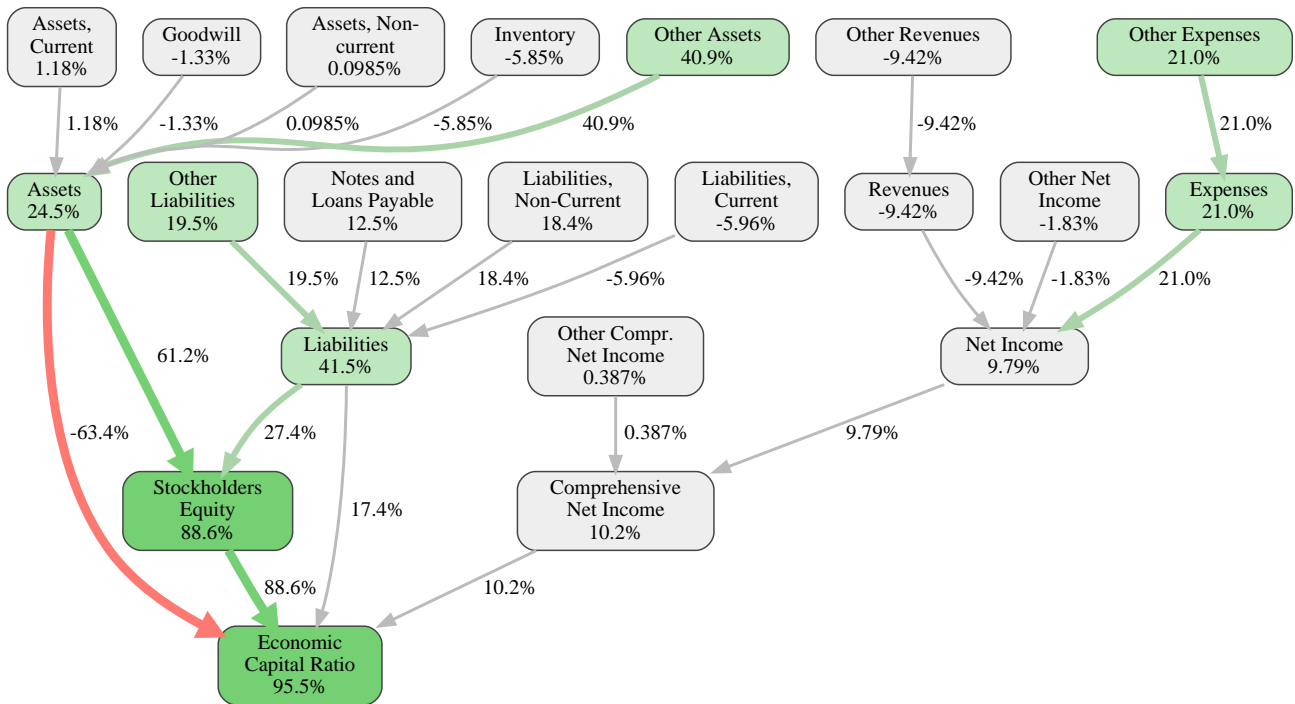 Assets,
Current
1.18%
Goodwill
-1.33%
Assets, Non-
current
0.0985%
Inventory
-5.85%
Other Assets
40.9%
Other Revenues
-9.42%
Other Expenses
21.0%
1.18%
-1.33%
0.0985%
-5.85%
40.9%
-9.42%
21.0%
Assets
24.5%
Other
Liabilities
19.5%
Notes and
Loans Payable
12.5%
Liabilities,
Non-Current
18.4%
Liabilities,
Current
-5.96%
Revenues
-9.42%
Other Net
Income
-1.83%
Expenses
21.0%
19.5%
12.5%
18.4%
-5.96%
-9.42%
-1.83%
21.0%
61.2%
Liabilities
41.5%
Other Compr.
Net Income
0.387%
Net Income
9.79%
-63.4%
27.4%
0.387%
9.79%
Stockholders
Equity
88.6%
17.4%
Comprehensive
Net Income
10.2%
88.6%
10.2%
Economic
Capital Ratio
95.5%